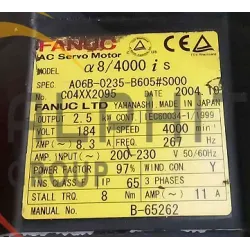 FANUC
AC Servo Motor
MODEL α8/4000 is
SPEC. A06B-0235-B605#S000
NO. C04XX2095 DATE 2004.10
FANUC LTD YAMANASHI, MADE IN JAPAN
OUTPUT 2.5 kW CONT. IEC60034-1/1999
VOLT 184 V SPEED 4000 min⁻¹
AMP(~) 8.3 A FREQ 267 Hz
AMP. INPUT 200-230 V 50/60Hz
POWER FACTOR 97% WINDING Y
INS CLASS F IP 65 3 PHASES
STALL TRQ 8 Nm AMP~ 11 A
MANUAL NO. B-65262